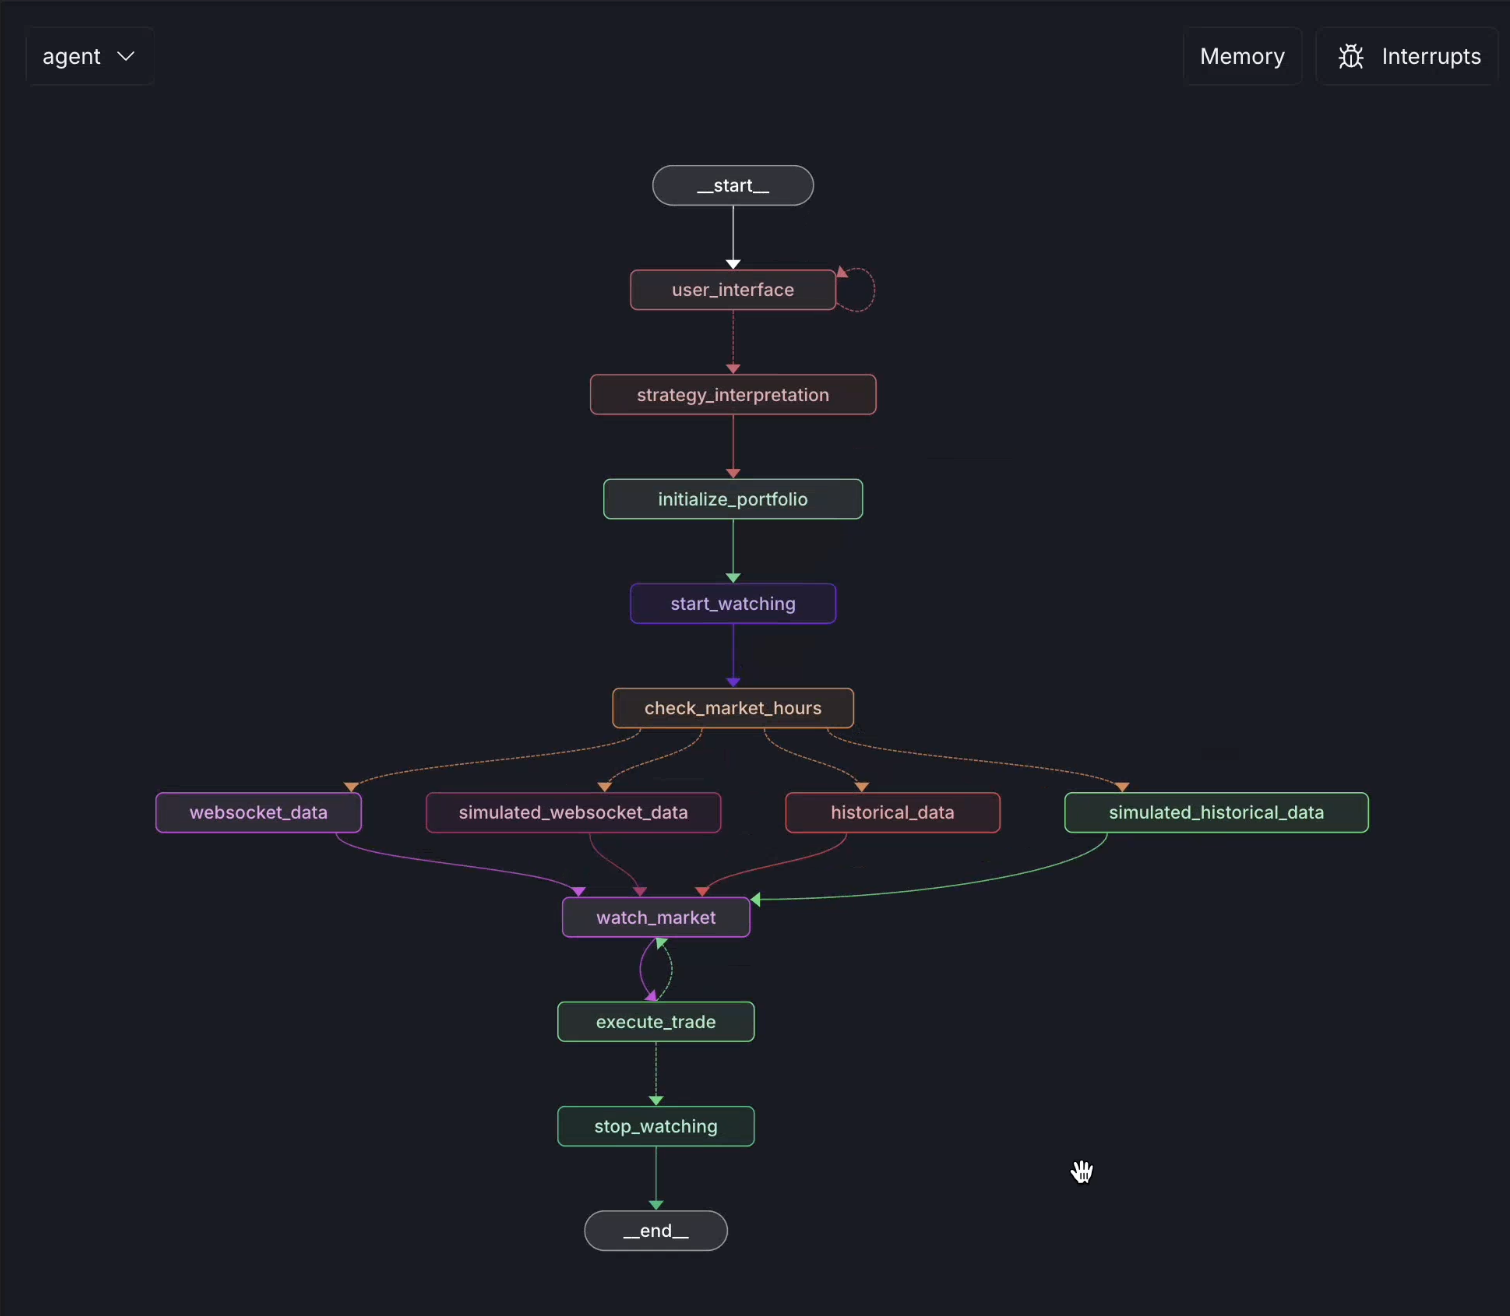 agent
Memory
Interrupts
__start__
user_interface
strategy_interpretation
initialize_portfolio
start_watching
check_market_hours
websocket_data
simulated_websocket_data
historical_data
simulated_historical_data
watch_market
execute_trade
stop_watching
__end__